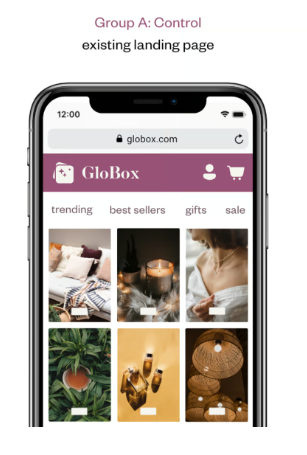 Group A: Control
existing landing page
12:00
globox.com
GloBox
trending best sellers gifts sale